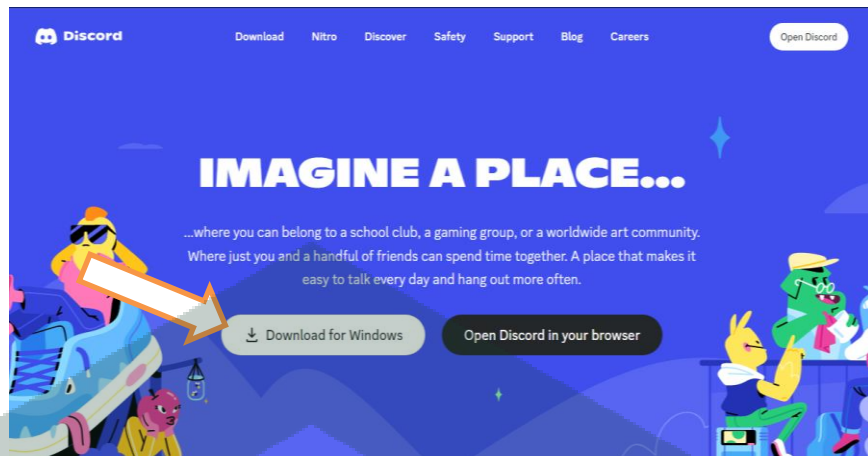 Discord
Download Nitro Discover Safety Support Blog Careers
Open Discord
IMAGINE A PLACE...
...where you can belong to a school club, a gaming group, or a worldwide art community.
Where just you and a handful of friends can spend time together. A place that makes it
easy to talk every day and hang out more often.
Download for Windows
Open Discord in your browser